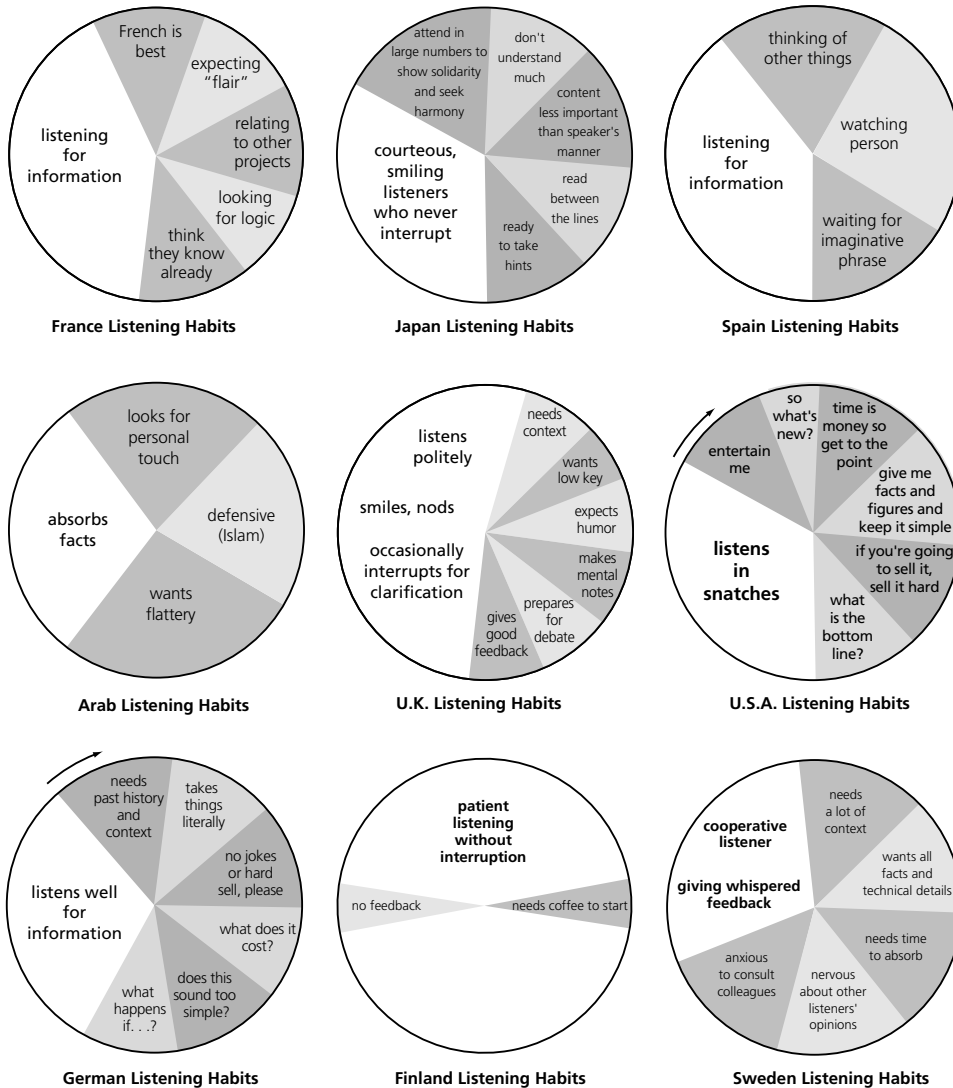 French is
best
expecting
“flair”
relating
to other
projects
looking
for logic
think
they know
already
listening
for
information
France Listening Habits
attend in
large numbers to
show solidarity
and seek
harmony
don't
understand
much
content
less important
than speaker's
manner
read
between
the lines
ready
to take
hints
courteous,
smiling
listeners
who never
interrupt
Japan Listening Habits
thinking of
other things
watching
person
waiting for
imaginative
phrase
listening
for
information
Spain Listening Habits
looks for
personal
touch
defensive
(Islam)
wants
flattery
absorbs
facts
Arab Listening Habits
listens
politely
smiles, nods
occasionally
interrupts for
clarification
needs
context
wants
low key
expects
humor
makes
mental
notes
prepares
for
debate
gives
good
feedback
U.K. Listening Habits
entertain
me
so
what's
new?
time is
money so
get to the
point
give me
facts and
figures and
keep it simple
if you're going
to sell it,
sell it hard
what
is the
bottom
line?
listens
in
snatches
U.S.A. Listening Habits
needs
past history
and
context
takes
things
literally
no jokes
or hard
sell, please
what does it
cost?
does this
sound too
simple?
what
happens
if. . .?
listens well
for
information
German Listening Habits
patient
listening
without
interruption
no feedback
needs coffee to start
Finland Listening Habits
cooperative
listener
giving whispered
feedback
needs
a lot of
context
wants all
facts and
technical details
needs time
to absorb
nervous
about other
listeners'
opinions
anxious
to consult
colleagues
Sweden Listening Habits